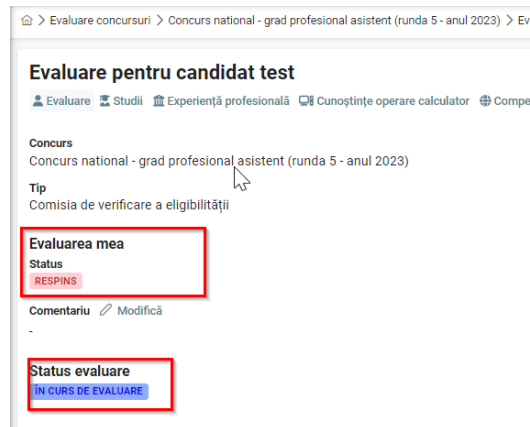 Evaluare concursuri > Concurs national - grad profesional asistent (runda 5 - anul 2023) > Ev
Evaluare pentru candidat test
Evaluare Studii Experiență profesională Cunoștințe operare calculator Compe
Concurs
Concurs national - grad profesional asistent (runda 5 - anul 2023)
Tip
Comisia de verificare a eligibilității
Evaluarea mea
Status
RESPINS
Comentariu Modifică
-
Status evaluare
ÎN CURS DE EVALUARE